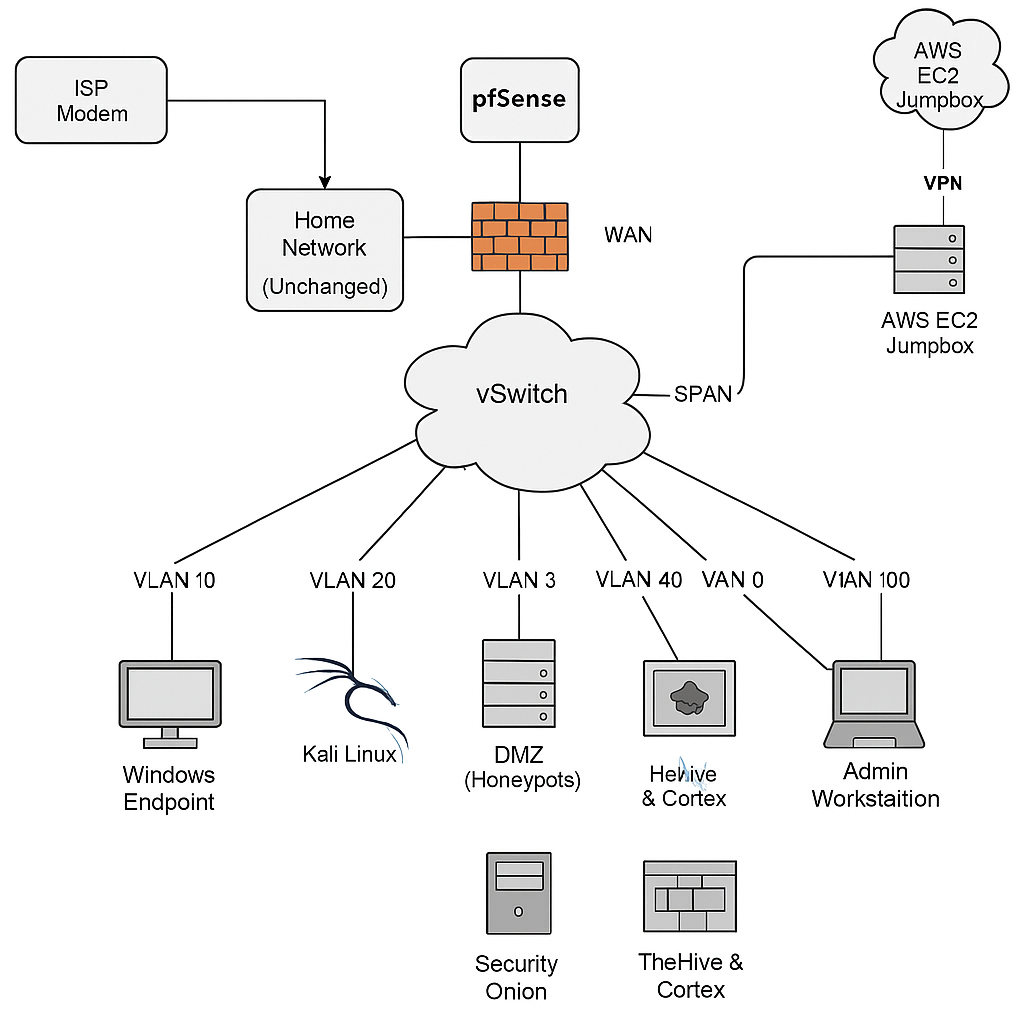 ISP
Modem
pfSense
AWS
EC2
Jumpbox
VPN
Home
Network
(Unchanged)
WAN
AWS EC2
Jumpbox
vSwitch
SPAN
VLAN 10
VLAN 20
VLAN 3
VLAN 40
VAN 0
V1AN 100
Windows
Endpoint
Kali Linux
DMZ
(Honeypots)
Hehive
& Cortex
Admin
Workstaition
Security
Onion
TheHive &
Cortex